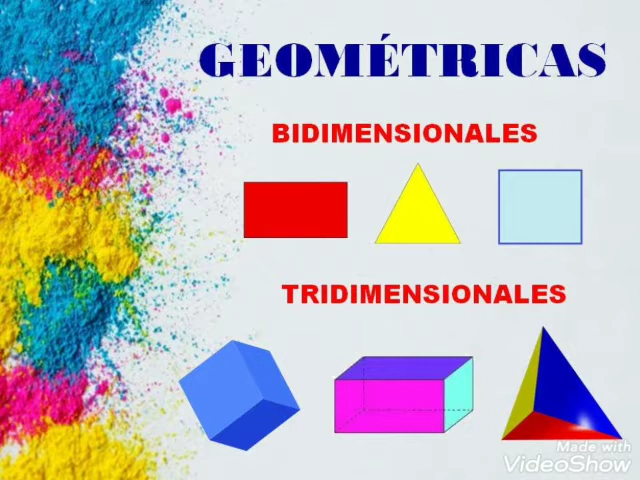 GEOMÉTRICAS
BIDIMENSIONALES
TRIDIMENSIONALES
Made with
VideoShow